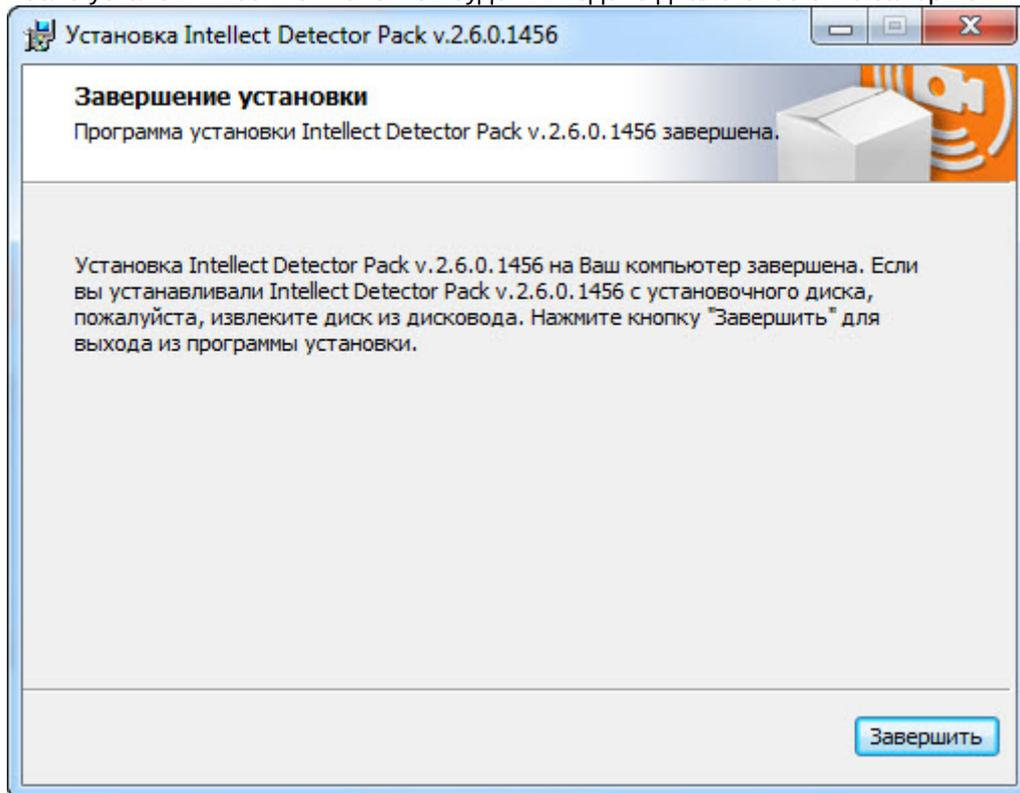 Установка Intellect Detector Pack v.2.6.0.1456
Завершение установки
Программа установки Intellect Detector Pack v.2.6.0.1456 завершена.
Установка Intellect Detector Pack v.2.6.0.1456 на Ваш компьютер завершена. Если
вы устанавливали Intellect Detector Pack v.2.6.0.1456 с установочного диска,
пожалуйста, извлеките диск из дисковода. Нажмите кнопку "Завершить" для
выхода из программы установки.
Завершить